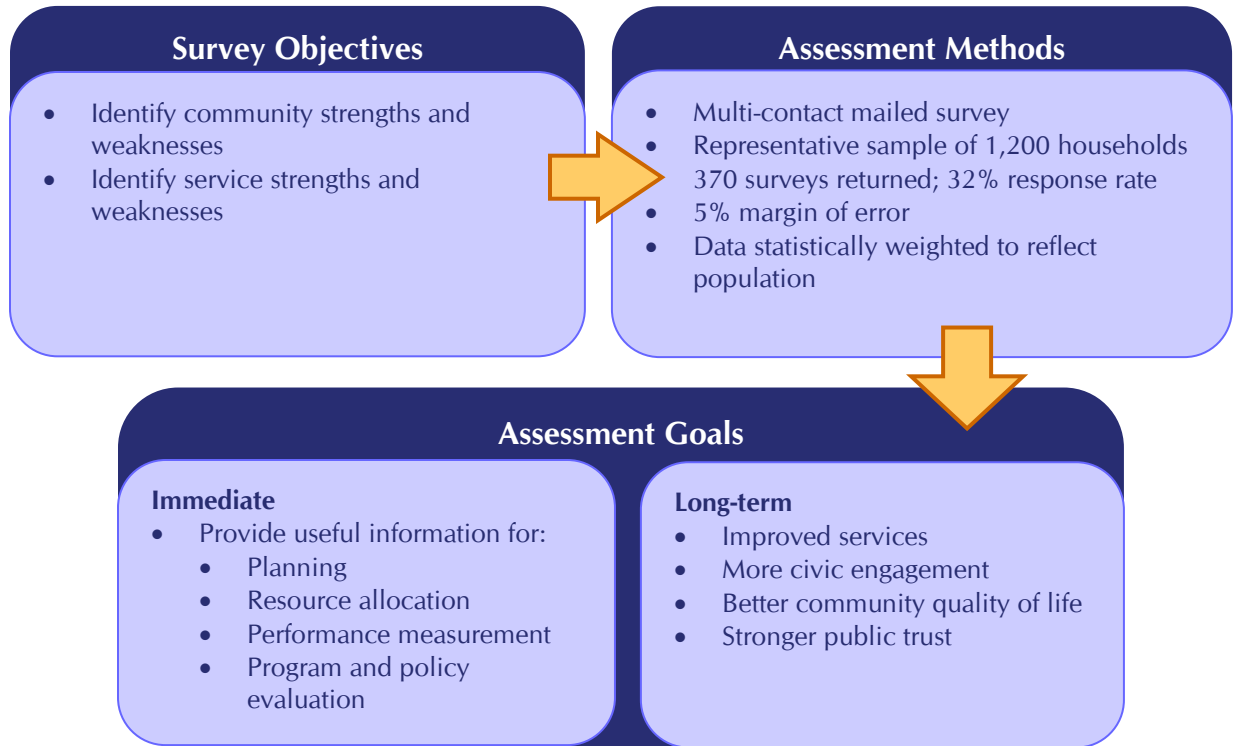 Survey Objectives
• Identify community strengths and
weaknesses
• Identify service strengths and
weaknesses
Assessment Methods
• Multi-contact mailed survey
• Representative sample of 1,200 households
370 surveys returned; 32% response rate
• 5% margin of error
• Data statistically weighted to reflect
population
Assessment Goals
Immediate
• Provide useful information for:
• Planning
• Resource allocation
• Performance measurement
• Program and policy
evaluation
Long-term
• Improved services
• More civic engagement
• Better community quality of life
• Stronger public trust